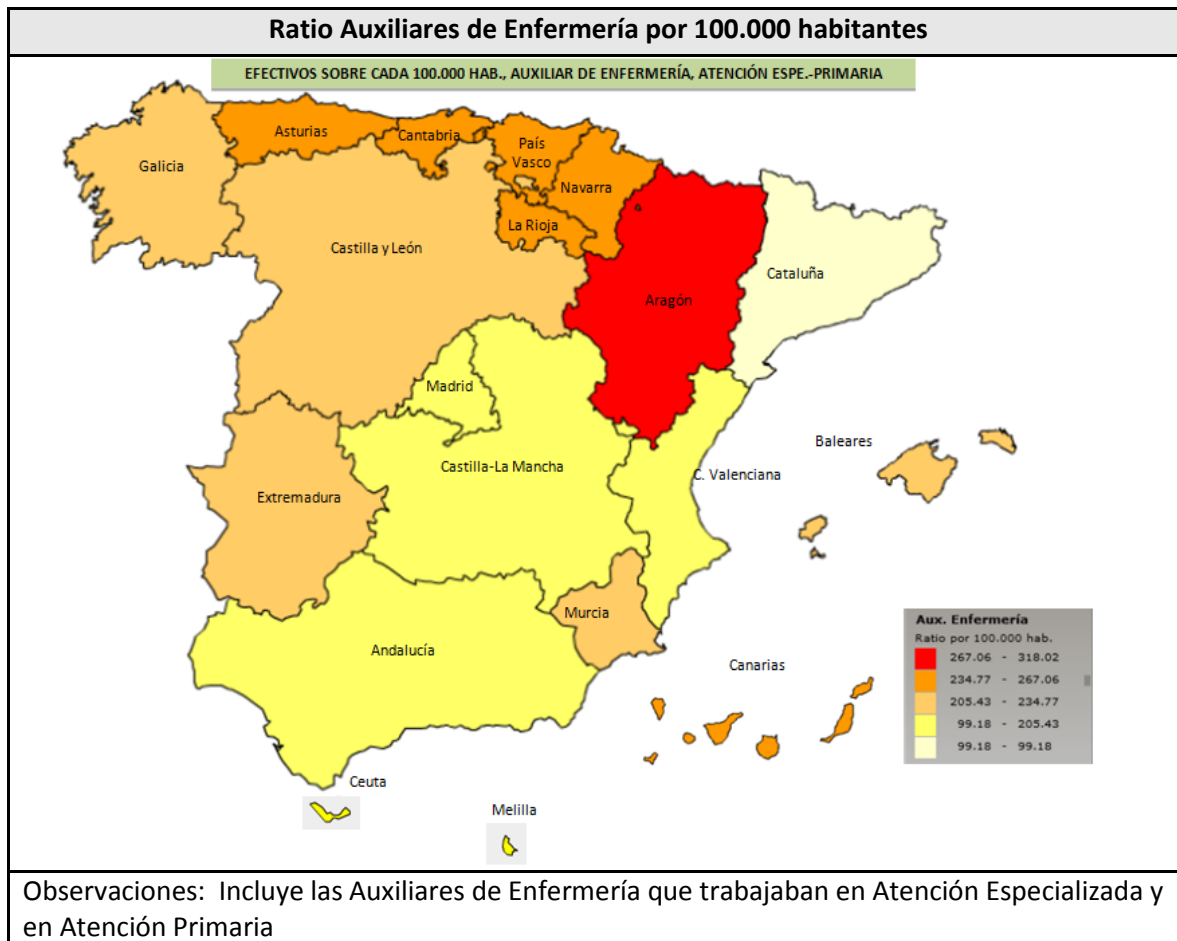 Ratio Auxiliares de Enfermería por 100.000 habitantes
EFECTIVOS SOBRE CADA 100.000 HAB., AUXILIAR DE ENFERMERÍA, ATENCIÓN ESPE.-PRIMARIA
Asturias
Cantabria
País
Vasco
Galicia
Navarra
La Rioja
Castilla y León
Cataluña
Aragón
Madrid
Baleares
Castilla-La Mancha
C. Valenciana
Extremadura
Murcia
Andalucía
Canarias
Aux. Enfermería
Ratio por 100.000 hab.
267.06 - 318.02
234.77 - 267.06
205.43 - 234.77
99.18 - 205.43
99.18 - 99.18
Ceuta
Melilla
Observaciones: Incluye las Auxiliares de Enfermería que trabajaban en Atención Especializada y
en Atención Primaria